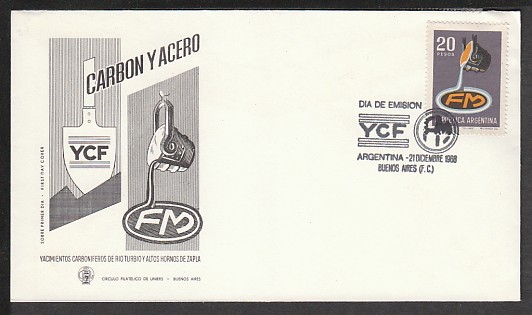 CARBON Y ACERO
YCF
FM
SOBRE PRIMER DIA - FIRST DAY COVER
YACIMIENTOS CARBONIFEROS DE RIO TURBIO Y ALTOS HORNOS DE ZAPLA
CIRCULO FILATELICO DE LINIERS - BUENOS AIRES
20
PESOS
FM
REPUBLICA ARGENTINA
DIA DE EMISION
YCF
FM
ARGENTINA - 21 DICIEMBRE 1968
BUENOS AIRES (F.C.)